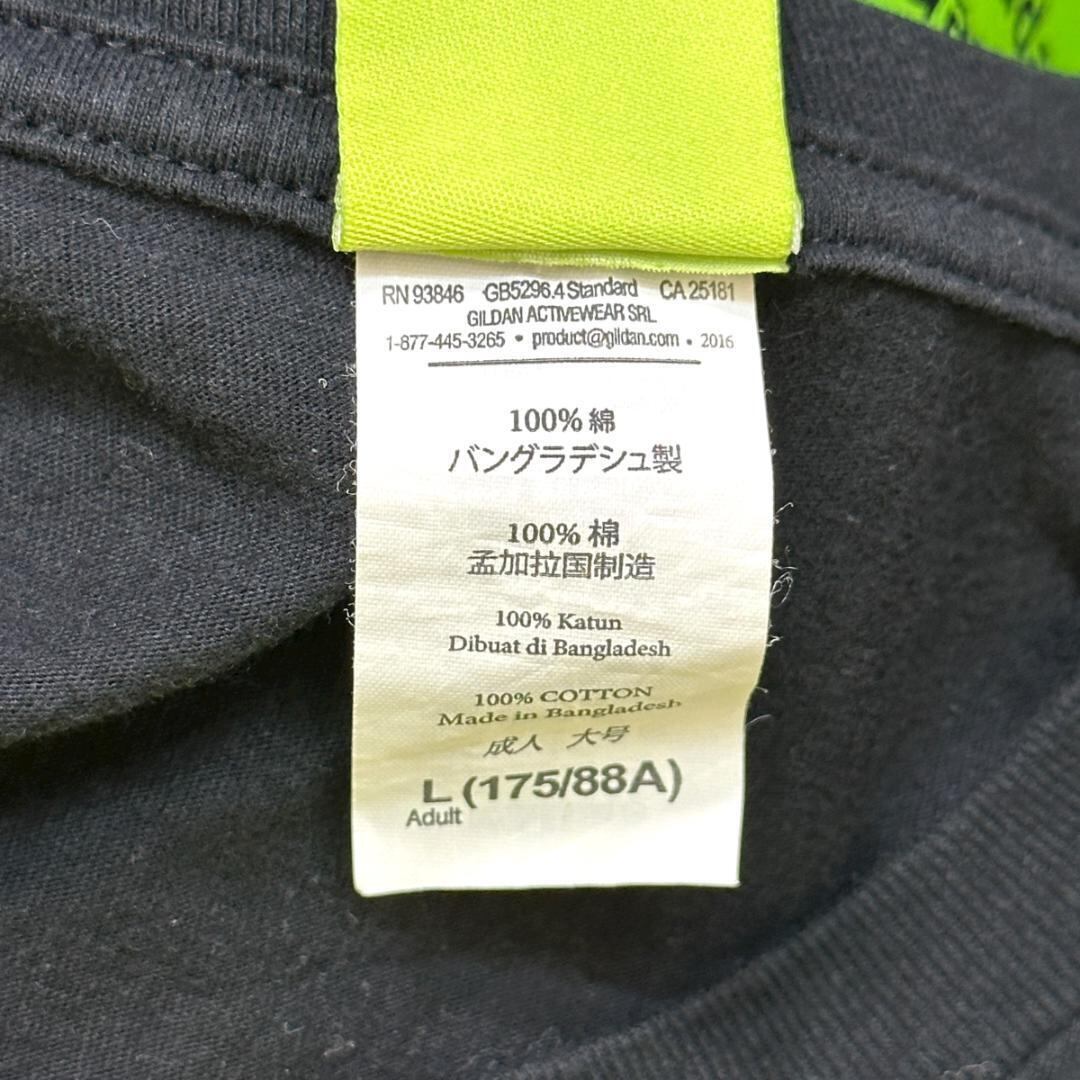 RN 93846 GB5296.4 Standard CA 25181
GILDAN ACTIVEWEAR SRL
1-877-445-3265 • product@gildan.com • 2016
100% 綿
バングラデシュ製
100% 棉
孟加拉国制造
100% Katun
Dibuat di Bangladesh
100% COTTON
Made in Bangladesh
成人 大号
L (175/88A)
Adult